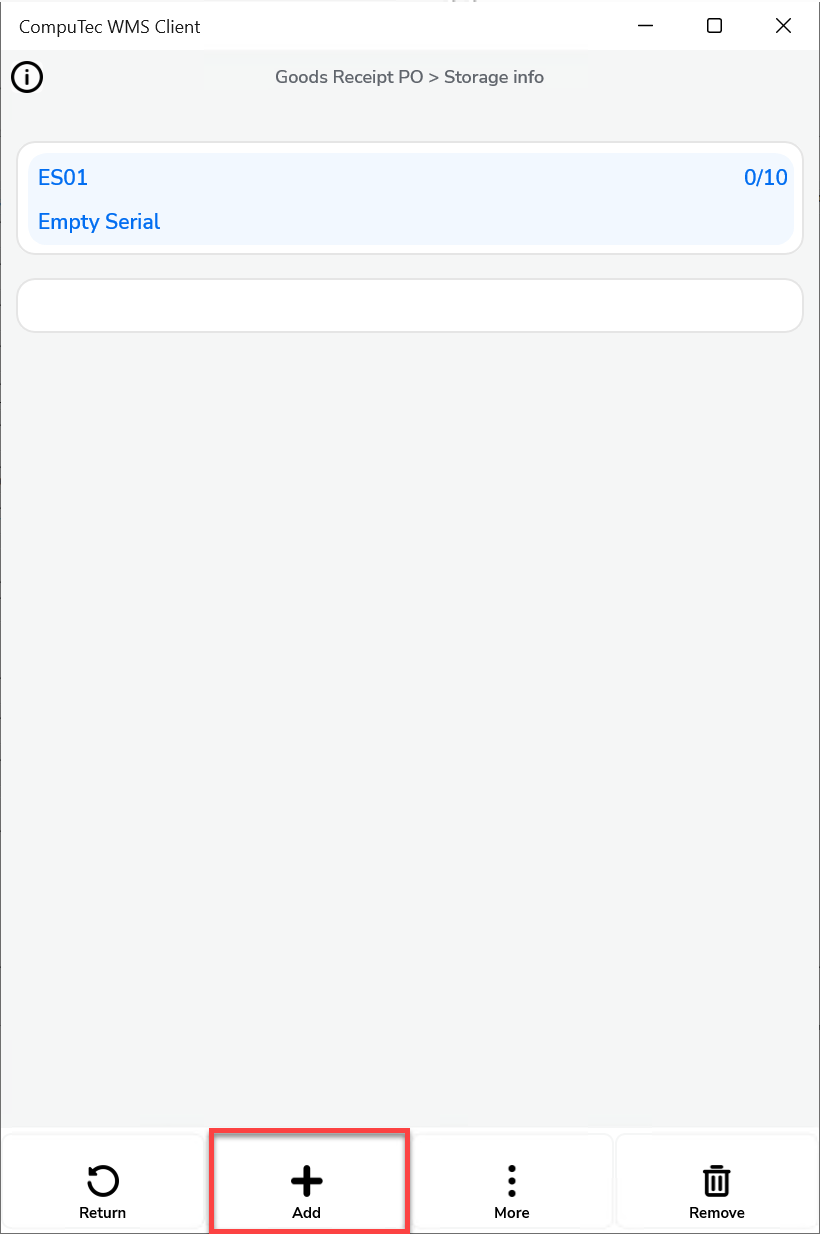 CompuTec WMS Client
Goods Receipt PO > Storage info
ES01 0/10
Empty Serial
Return Add More Remove